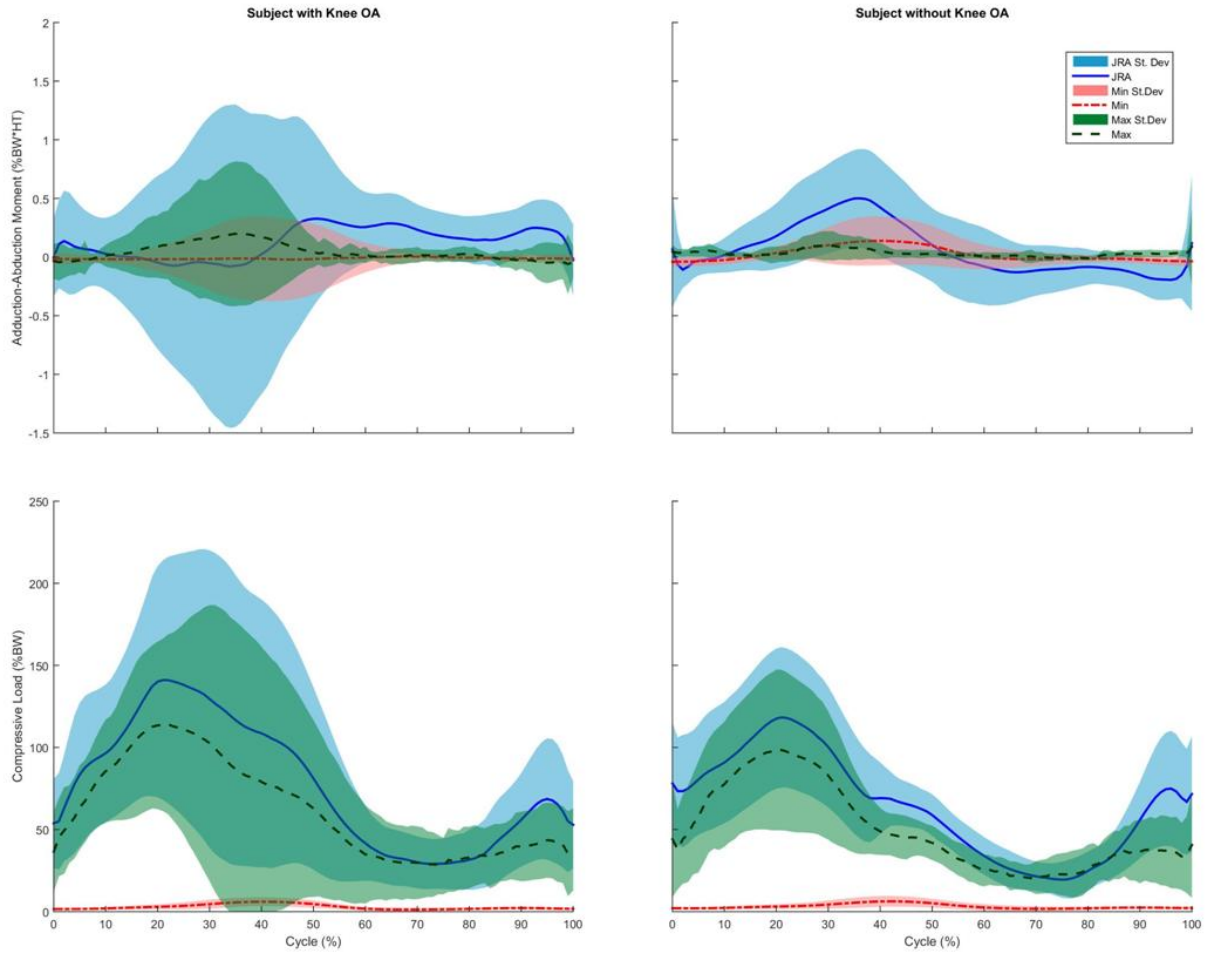 Subject with Knee OA
Subject without Knee OA
Adduction-Abduction Moment (%BW*HT)
2
1.5
1
0.5
0
-0.5
-1
-1.5
JRA St. Dev
JRA
Min St.Dev
Min
Max St.Dev
Max
Compressive Load (%BW)
250
200
150
100
50
0
0 10 20 30 40 50 60 70 80 90 100
Cycle (%)
0 10 20 30 40 50 60 70 80 90 100
Cycle (%)